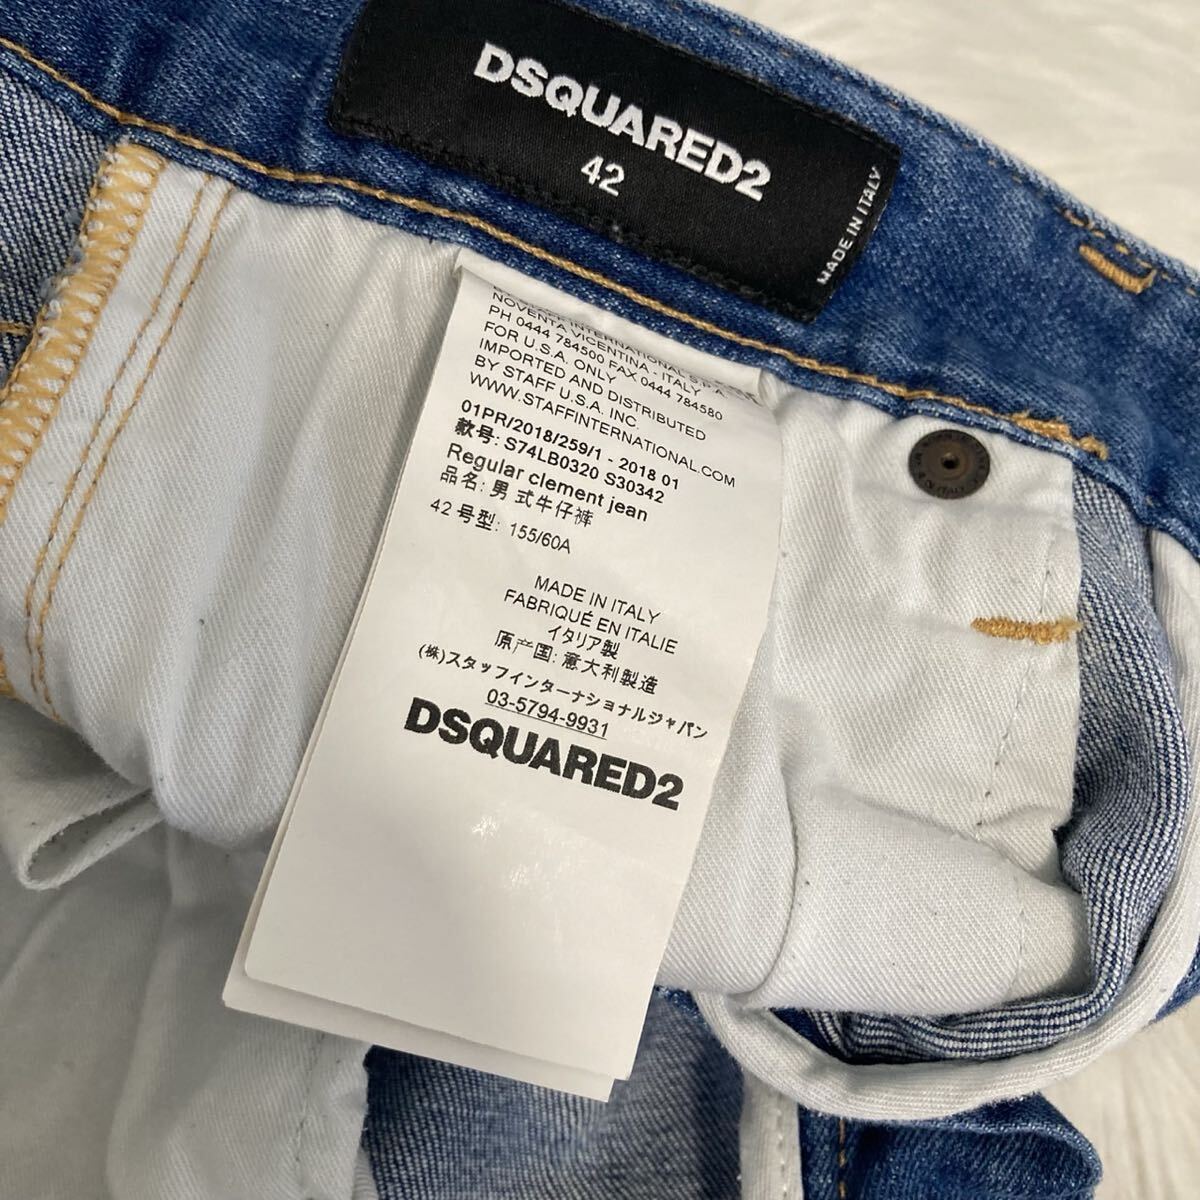 DSQUARED2
42
MADE IN ITALY
BY STAFF INTERNATIONAL S.P.A.
NOVENTA VICENTINA - ITALY
PH 0444 784500 FAX 0444 784580
FOR U.S.A. ONLY
IMPORTED AND DISTRIBUTED
BY STAFF U.S.A. INC.
WWW.STAFFINTERNATIONAL.COM
01PR/2018/259/1 - 2018 01
款号: S74LB0320 S30342
Regular clement jean
品名: 男 式牛仔裤
42 号型: 155/60A
MADE IN ITALY
FABRIQUÉ EN ITALIE
イタリア製
原产国: 意大利製造
(株)スタッフインターナショナルジャパン
03-5794-9931
DSQUARED2